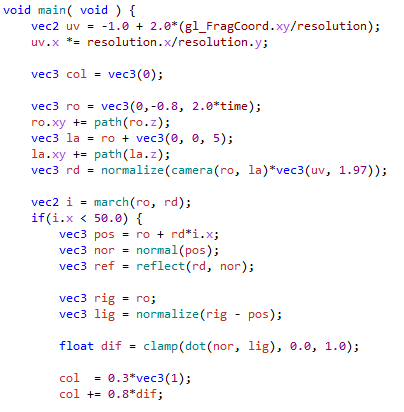 void main( void ) {
vec2 uv = -1.0 + 2.0*(gl_FragCoord.xy/resolution);
uv.x *= resolution.x/resolution.y;
vec3 col = vec3(0);
vec3 ro = vec3(0,-0.8, 2.0*time);
ro.xy += path(ro.z);
vec3 la = ro + vec3(0, 0, 5);
la.xy += path(la.z);
vec3 rd = normalize(camera(ro, la)*vec3(uv, 1.97));
vec2 i = march(ro, rd);
if(i.x < 50.0) {
vec3 pos = ro + rd*i.x;
vec3 nor = normal(pos);
vec3 ref = reflect(rd, nor);
vec3 rig = ro;
vec3 lig = normalize(rig - pos);
float dif = clamp(dot(nor, lig), 0.0, 1.0);
col  = 0.3*vec3(1);
col += 0.8*dif;